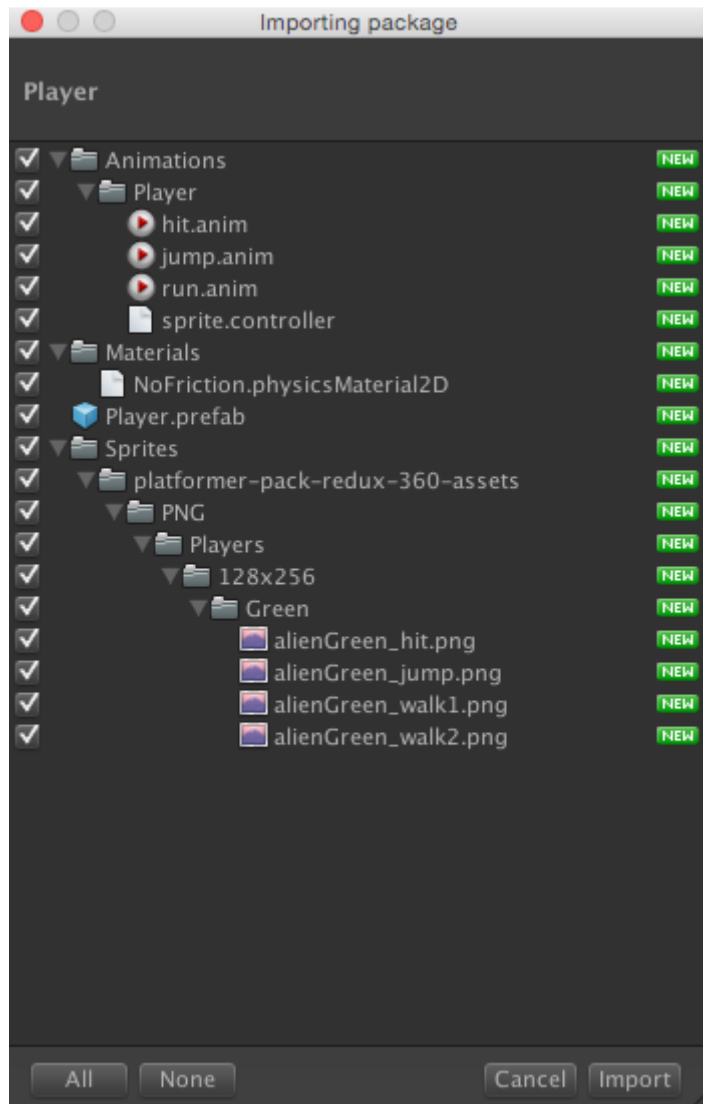 Importing package
Player
Animations NEW
Player NEW
hit.anim NEW
jump.anim NEW
run.anim NEW
sprite.controller NEW
Materials NEW
NoFriction.physicsMaterial2D NEW
Player.prefab NEW
Sprites NEW
platformer-pack-redux-360-assets NEW
PNG NEW
Players NEW
128x256 NEW
Green NEW
alienGreen_hit.png NEW
alienGreen_jump.png NEW
alienGreen_walk1.png NEW
alienGreen_walk2.png NEW
All None Cancel Import